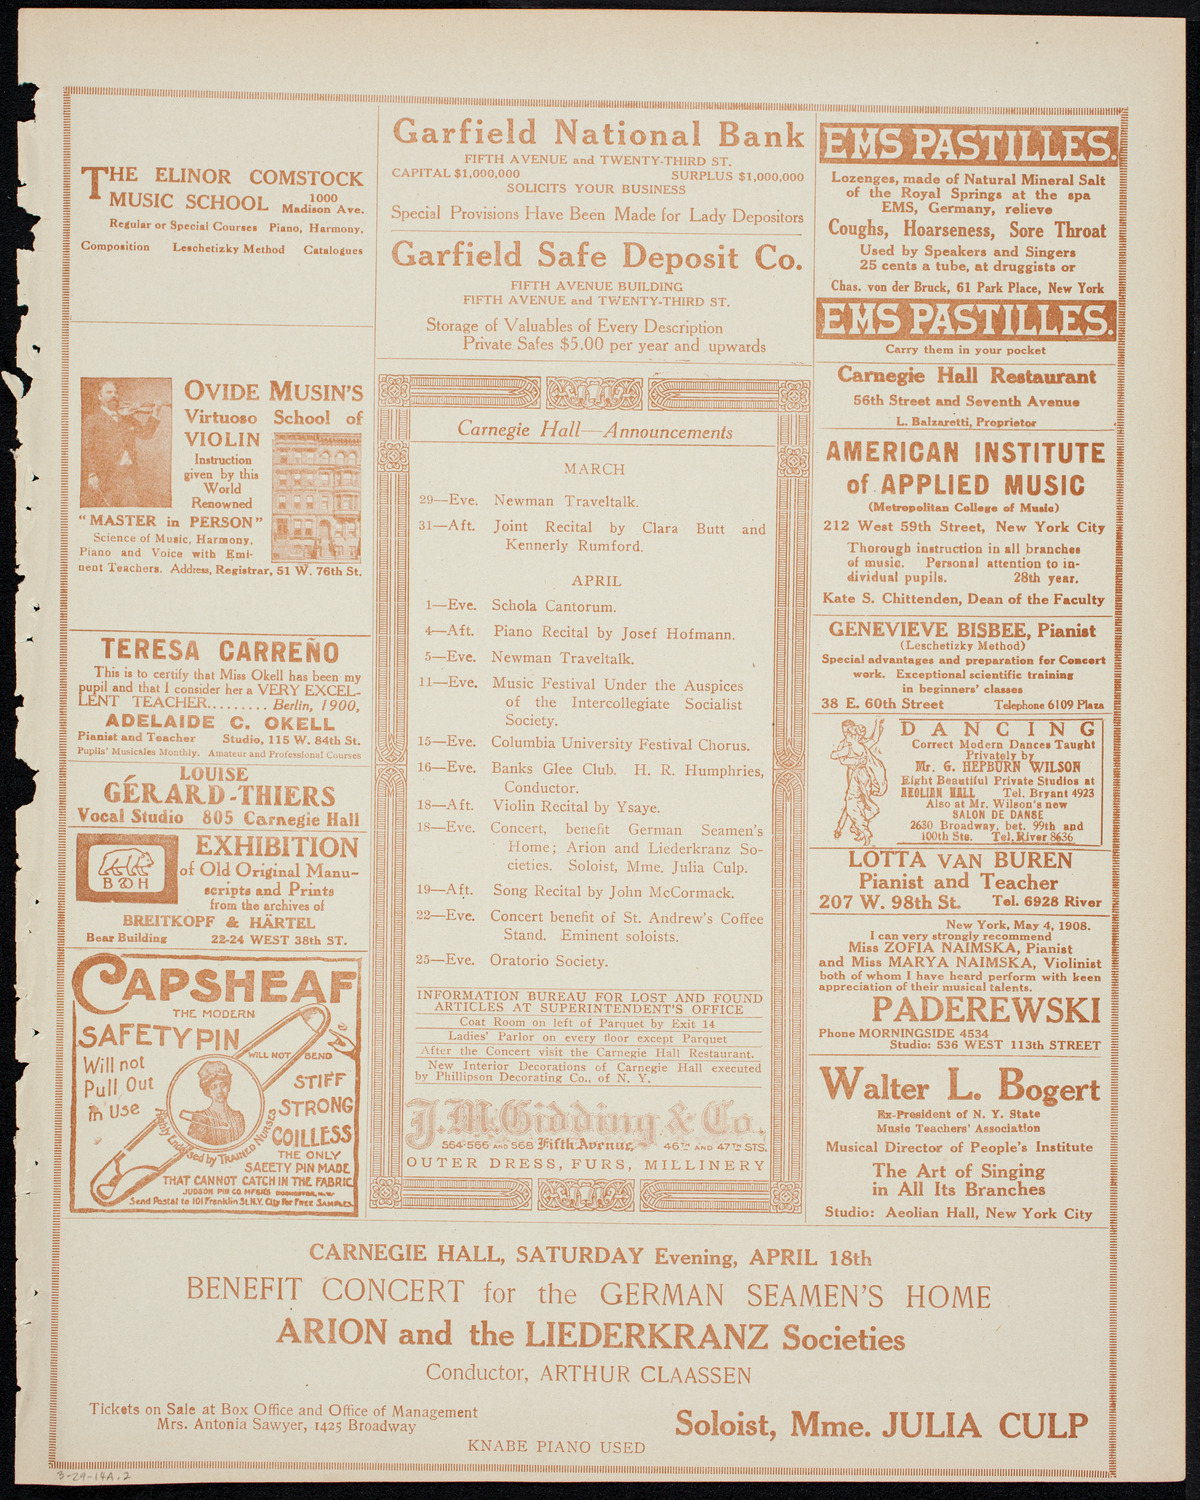 THE ELINOR COMSTOCK
MUSIC SCHOOL 1000 Madison Ave.
Regular or Special Courses Piano, Harmony,
Composition Leschetizky Method Catalogues
OVIDE MUSIN'S
Virtuoso School of
VIOLIN
Instruction
given by this
World
Renowned
"MASTER in PERSON"
Science of Music, Harmony,
Piano and Voice with Emi-
nent Teachers. Address, Registrar, 51 W. 76th St.
TERESA CARREÑO
This is to certify that Miss Okell has been my
pupil and that I consider her a VERY EXCEL-
LENT TEACHER......... Berlin, 1900,
ADELAIDE C. OKELL
Pianist and Teacher Studio, 115 W. 84th St.
Pupils' Musicales Monthly. Amateur and Professional Courses
LOUISE
GÉRARD-THIERS
Vocal Studio 805 Carnegie Hall
B & H
EXHIBITION
of Old Original Manu-
scripts and Prints
from the archives of
BREITKOPF & HÄRTEL
Bear Building 22-24 WEST 38th ST.
CAPSHEAF
THE MODERN
SAFETY PIN
WILL NOT BEND
Will not
Pull Out
in Use
Highly Endorsed by TRAINED NURSES
STIFF
STRONG
COILLESS
THE ONLY
SAFETY PIN MADE
THAT CANNOT CATCH IN THE FABRIC
JUDSON PIN CO. MFGRS ROCHESTER, N.Y.
Send Postal to 101 Franklin St. N.Y. City For FREE SAMPLES
Garfield National Bank
FIFTH AVENUE and TWENTY-THIRD ST.
CAPITAL $1,000,000 SURPLUS $1,000,000
SOLICITS YOUR BUSINESS
Special Provisions Have Been Made for Lady Depositors
Garfield Safe Deposit Co.
FIFTH AVENUE BUILDING
FIFTH AVENUE and TWENTY-THIRD ST.
Storage of Valuables of Every Description
Private Safes $5.00 per year and upwards
Carnegie Hall—Announcements
MARCH
29—Eve. Newman Traveltalk.
31—Aft. Joint Recital by Clara Butt and
Kennerly Rumford.
APRIL
1—Eve. Schola Cantorum.
4—Aft. Piano Recital by Josef Hofmann.
5—Eve. Newman Traveltalk.
11—Eve. Music Festival Under the Auspices
of the Intercollegiate Socialist
Society.
15—Eve. Columbia University Festival Chorus.
16—Eve. Banks Glee Club. H. R. Humphries,
Conductor.
18—Aft. Violin Recital by Ysaye.
18—Eve. Concert, benefit German Seamen's
Home; Arion and Liederkranz So-
cieties. Soloist, Mme. Julia Culp.
19—Aft. Song Recital by John McCormack.
22—Eve. Concert benefit of St. Andrew's Coffee
Stand. Eminent soloists.
25—Eve. Oratorio Society.
INFORMATION BUREAU FOR LOST AND FOUND
ARTICLES AT SUPERINTENDENT'S OFFICE
Coat Room on left of Parquet by Exit 14
Ladies' Parlor on every floor except Parquet
After the Concert visit the Carnegie Hall Restaurant.
New Interior Decorations of Carnegie Hall executed
by Phillipson Decorating Co., of N. Y.
J. M. Gidding & Co.
564-566 AND 568 Fifth Avenue 46TH AND 47TH STS.
OUTER DRESS, FURS, MILLINERY
EMS PASTILLES.
Lozenges, made of Natural Mineral Salt
of the Royal Springs at the spa
EMS, Germany, relieve
Coughs, Hoarseness, Sore Throat
Used by Speakers and Singers
25 cents a tube, at druggists or
Chas. von der Bruck, 61 Park Place, New York
EMS PASTILLES.
Carry them in your pocket
Carnegie Hall Restaurant
56th Street and Seventh Avenue
L. Balzaretti, Proprietor
AMERICAN INSTITUTE
of APPLIED MUSIC
(Metropolitan College of Music)
212 West 59th Street, New York City
Thorough instruction in all branches
of music. Personal attention to in-
dividual pupils. 28th year.
Kate S. Chittenden, Dean of the Faculty
GENEVIEVE BISBEE, Pianist
(Leschetizky Method)
Special advantages and preparation for Concert
work. Exceptional scientific training
in beginners' classes
38 E. 60th Street Telephone 6109 Plaza
DANCING
Correct Modern Dances Taught
Privately by
Mr. G. HEPBURN WILSON
Eight Beautiful Private Studios at
AEOLIAN HALL Tel. Bryant 4923
Also at Mr. Wilson's new
SALON DE DANSE
2630 Broadway, bet. 99th and
100th Sts. Tel. River 8636
LOTTA VAN BUREN
Pianist and Teacher
207 W. 98th St. Tel. 6928 River
New York, May 4, 1908.
I can very strongly recommend
Miss ZOFIA NAIMSKA, Pianist
and Miss MARYA NAIMSKA, Violinist
both of whom I have heard perform with keen
appreciation of their musical talents.
PADEREWSKI
Phone MORNINGSIDE 4534
Studio: 536 WEST 113th STREET
Walter L. Bogert
Ex-President of N. Y. State
Music Teachers' Association
Musical Director of People's Institute
The Art of Singing
in All Its Branches
Studio: Aeolian Hall, New York City
CARNEGIE HALL, SATURDAY Evening, APRIL 18th
BENEFIT CONCERT for the GERMAN SEAMEN'S HOME
ARION and the LIEDERKRANZ Societies
Conductor, ARTHUR CLAASSEN
Tickets on Sale at Box Office and Office of Management
Mrs. Antonia Sawyer, 1425 Broadway
Soloist, Mme. JULIA CULP
KNABE PIANO USED
3-29-14A.2